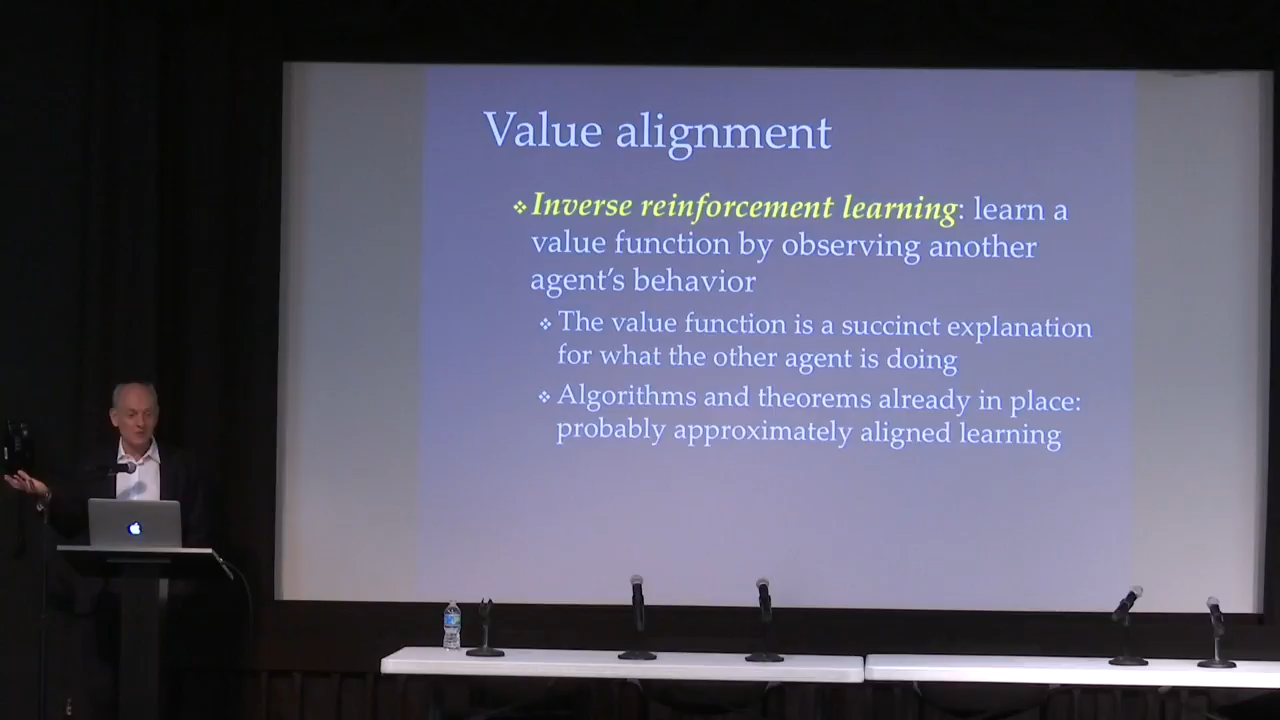 Value alignment
❖Inverse reinforcement learning: learn a
value function by observing another
agent’s behavior
❖The value function is a succinct explanation
for what the other agent is doing
❖Algorithms and theorems already in place:
probably approximately aligned learning